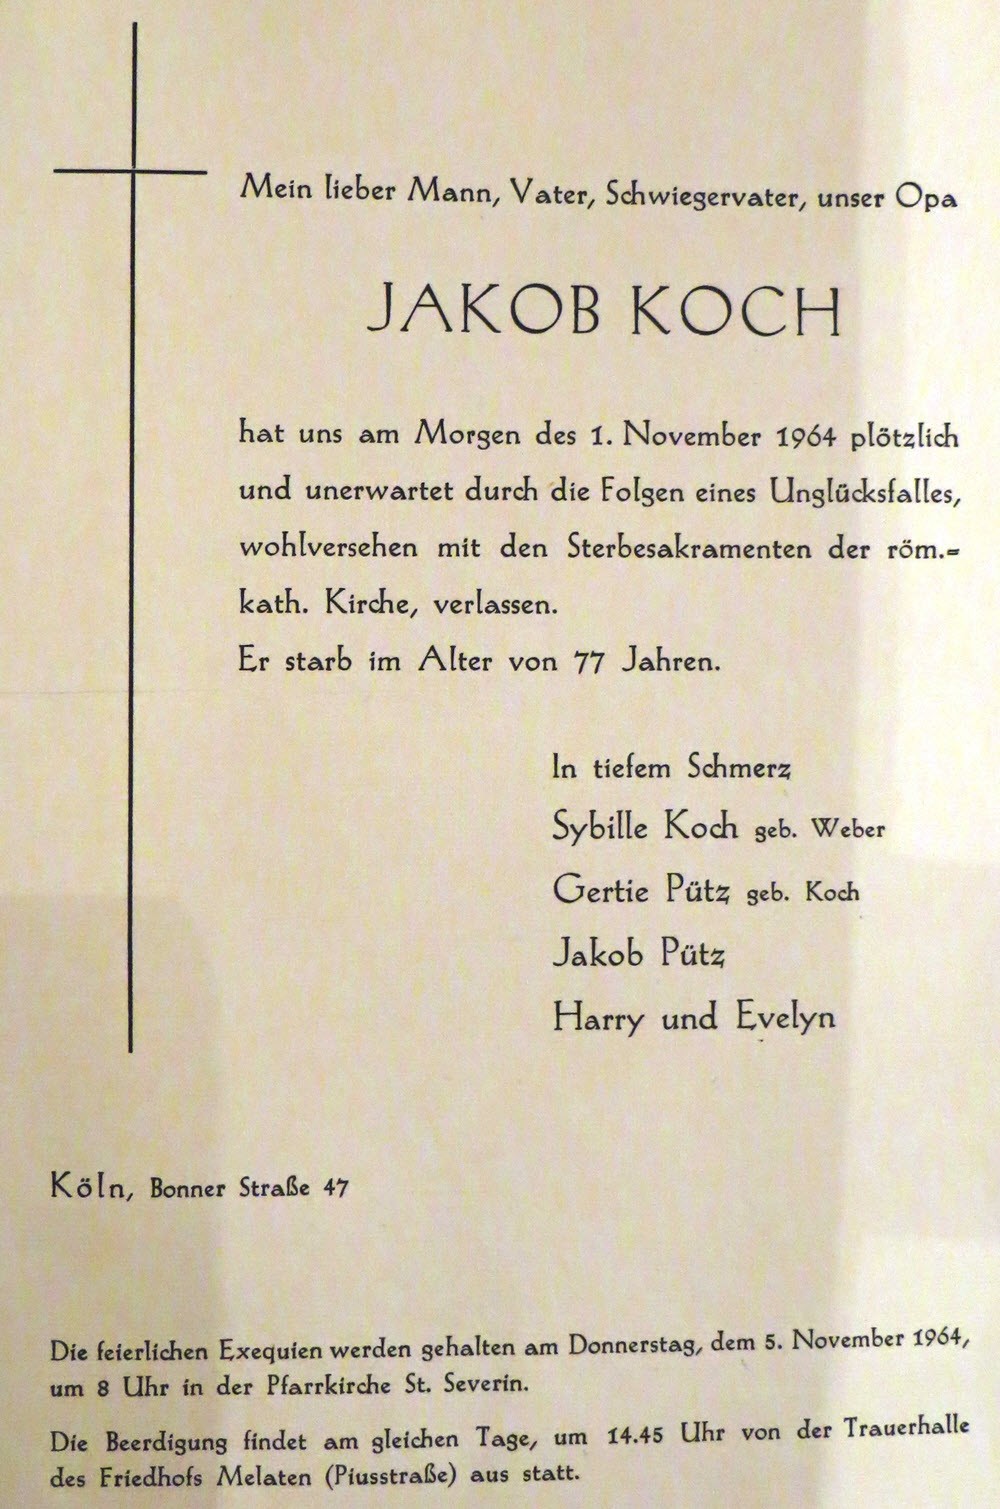 Mein lieber Mann, Vater, Schwiegervater, unser Opa
JAKOB KOCH
hat uns am Morgen des 1. November 1964 plötzlich
und unerwartet durch die Folgen eines Unglücksfalles,
wohlversehen mit den Sterbesakramenten der röm.=
kath. Kirche, verlassen.
Er starb im Alter von 77 Jahren.
In tiefem Schmerz
Sybille Koch geb. Weber
Gertie Pütz geb. Koch
Jakob Pütz
Harry und Evelyn
Köln, Bonner Straße 47
Die feierlichen Exequien werden gehalten am Donnerstag, dem 5. November 1964,
um 8 Uhr in der Pfarrkirche St. Severin.
Die Beerdigung findet am gleichen Tage, um 14.45 Uhr von der Trauerhalle
des Friedhofs Melaten (Piusstraße) aus statt.